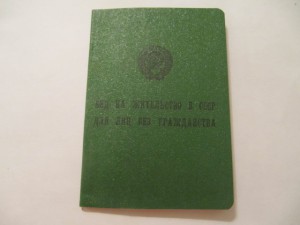 ВИД НА ЖИТЕЛЬСТВО В СССР
ДЛЯ ЛИЦ БЕЗ ГРАЖДАНСТВА